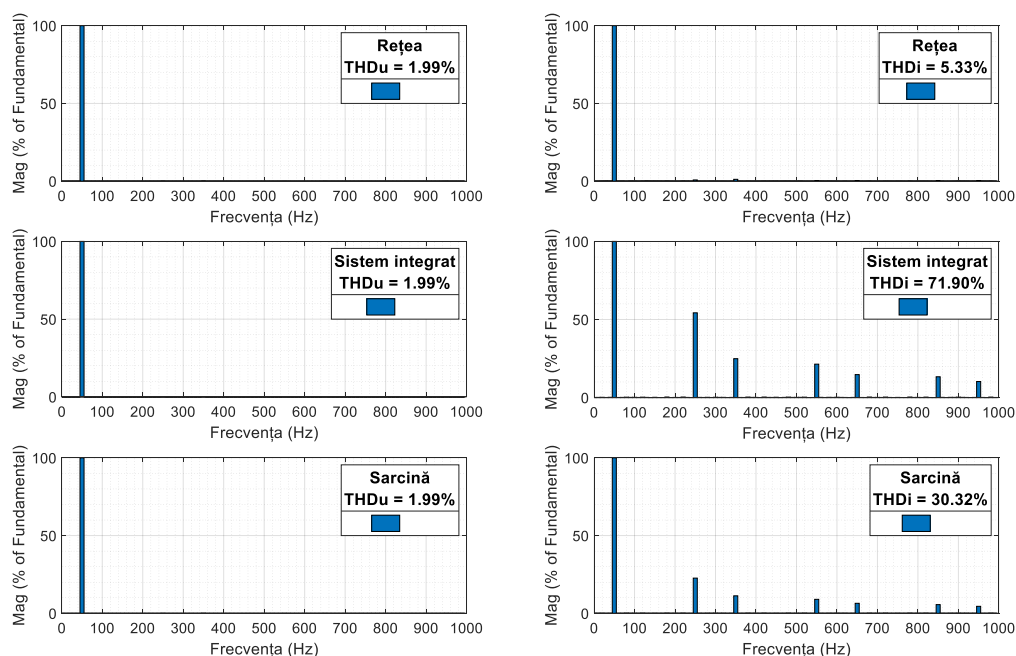 Mag (% of Fundamental)
100
50
0
Rețea
THDu = 1.99%
0 100 200 300 400 500 600 700 800 900 1000
Frecvența (Hz)
Mag (% of Fundamental)
100
50
0
Rețea
THDi = 5.33%
0 100 200 300 400 500 600 700 800 900 1000
Frecvența (Hz)
Mag (% of Fundamental)
100
50
0
Sistem integrat
THDu = 1.99%
0 100 200 300 400 500 600 700 800 900 1000
Frecvența (Hz)
Mag (% of Fundamental)
100
50
0
Sistem integrat
THDi = 71.90%
0 100 200 300 400 500 600 700 800 900 1000
Frecvența (Hz)
Mag (% of Fundamental)
100
50
0
Sarcină
THDu = 1.99%
0 100 200 300 400 500 600 700 800 900 1000
Frecvența (Hz)
Mag (% of Fundamental)
100
50
0
Sarcină
THDi = 30.32%
0 100 200 300 400 500 600 700 800 900 1000
Frecvența (Hz)